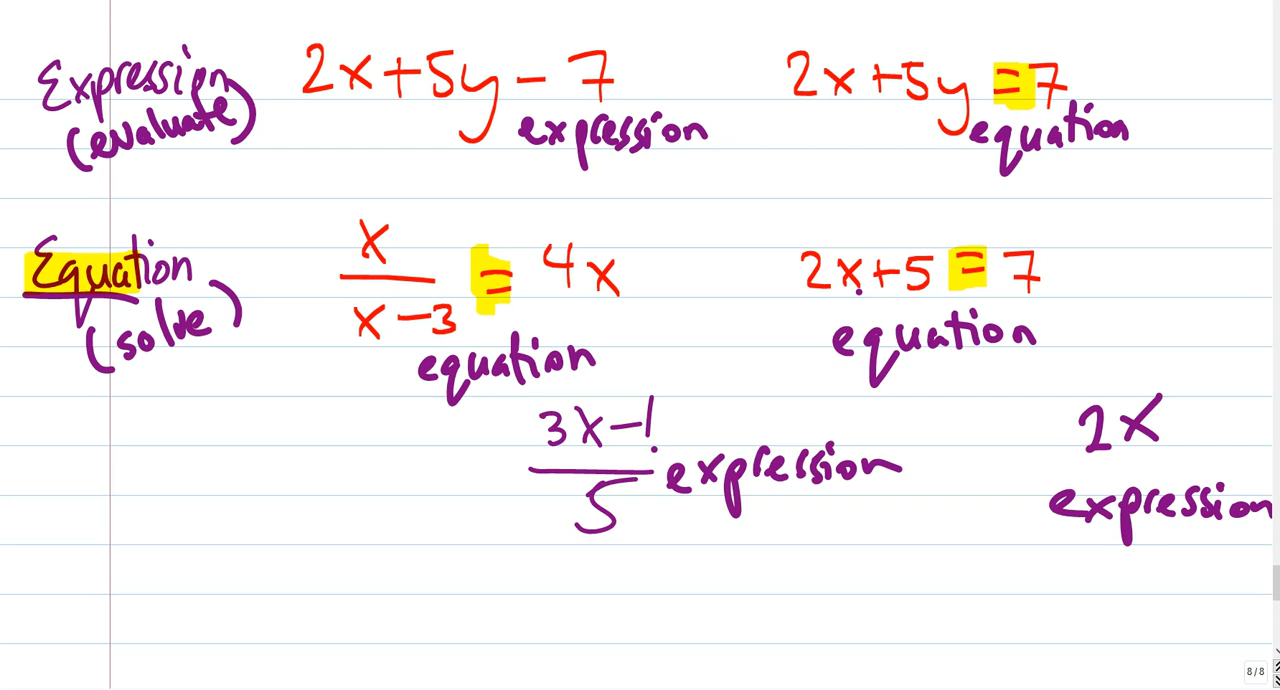 Expression
(evaluate)
2x+5y-7
expression
2x+5y=7
equation
Equation
(solve)
x
x-3
=4x
equation
2x+5=7
equation
3x-1
5
expression
2x
expression
8/8